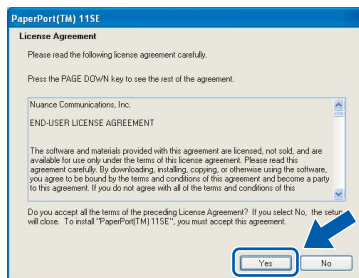 PaperPort(TM) 11SE
License Agreement
Please read the following license agreement carefully.
Press the PAGE DOWN key to see the rest of the agreement.
Nuance Communications, Inc.
END-USER LICENSE AGREEMENT
The software and materials provided with this agreement are licensed, not sold, and are
available for use only under the terms of this license agreement. Please read this
agreement carefully. By downloading, installing, copying, or otherwise using the software,
you agree to be bound by the terms and conditions of this agreement and become a party
to this agreement. If you do not agree with all of the terms and conditions of this
Do you accept all the terms of the preceding License Agreement? If you select No, the setup
will close. To install "PaperPort(TM) 11SE", you must accept this agreement.
Yes
No